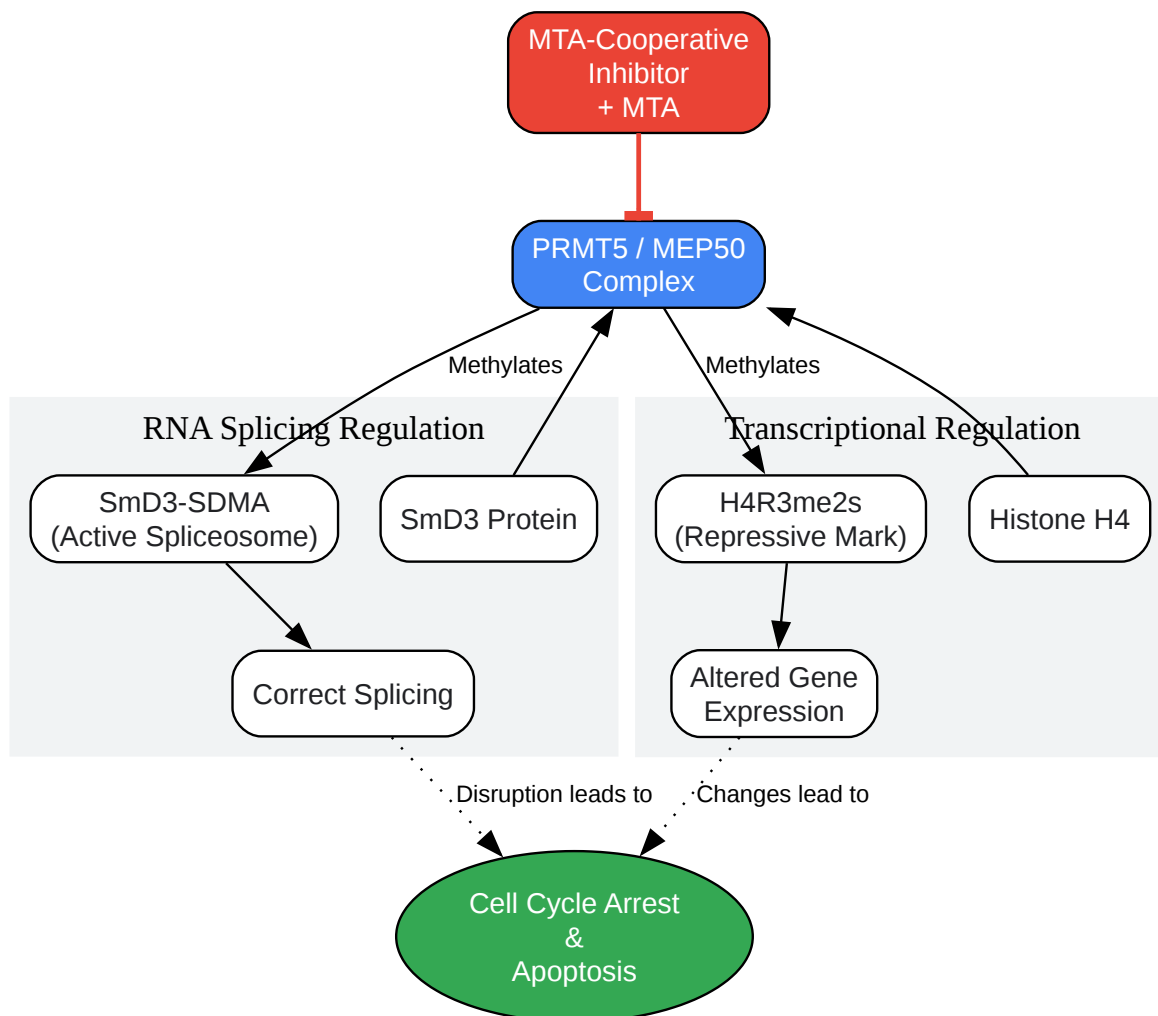 MTA-Cooperative
Inhibitor
+ MTA
PRMT5 / MEP50
Complex
Methylates
Methylates
RNA Splicing Regulation
Transcriptional Regulation
SmD3-SDMA
(Active Spliceosome)
SmD3 Protein
H4R3me2s
(Repressive Mark)
Histone H4
Correct Splicing
Altered Gene
Expression
Disruption leads to
Changes lead to
Cell Cycle Arrest
&
Apoptosis